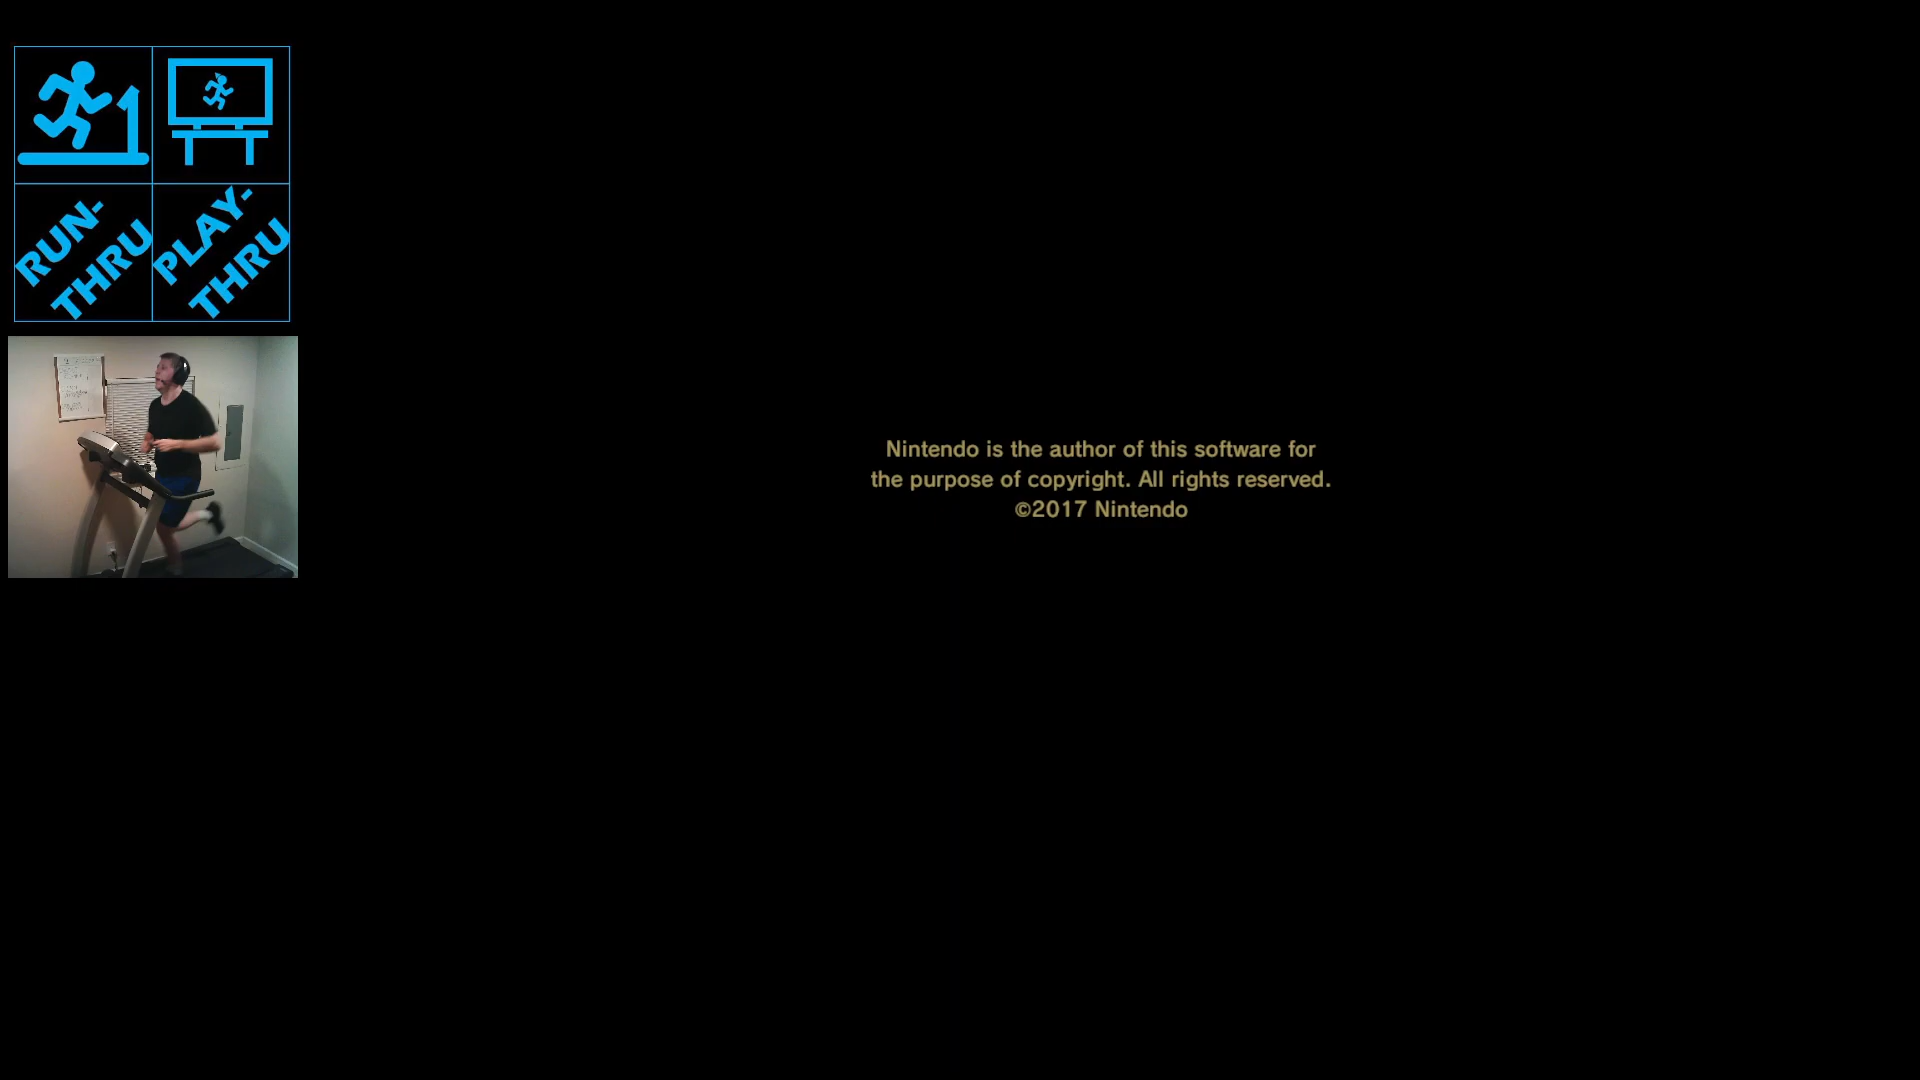 RUN-
THRU
PLAY-
THRU
Nintendo is the author of this software for
the purpose of copyright. All rights reserved.
©2017 Nintendo